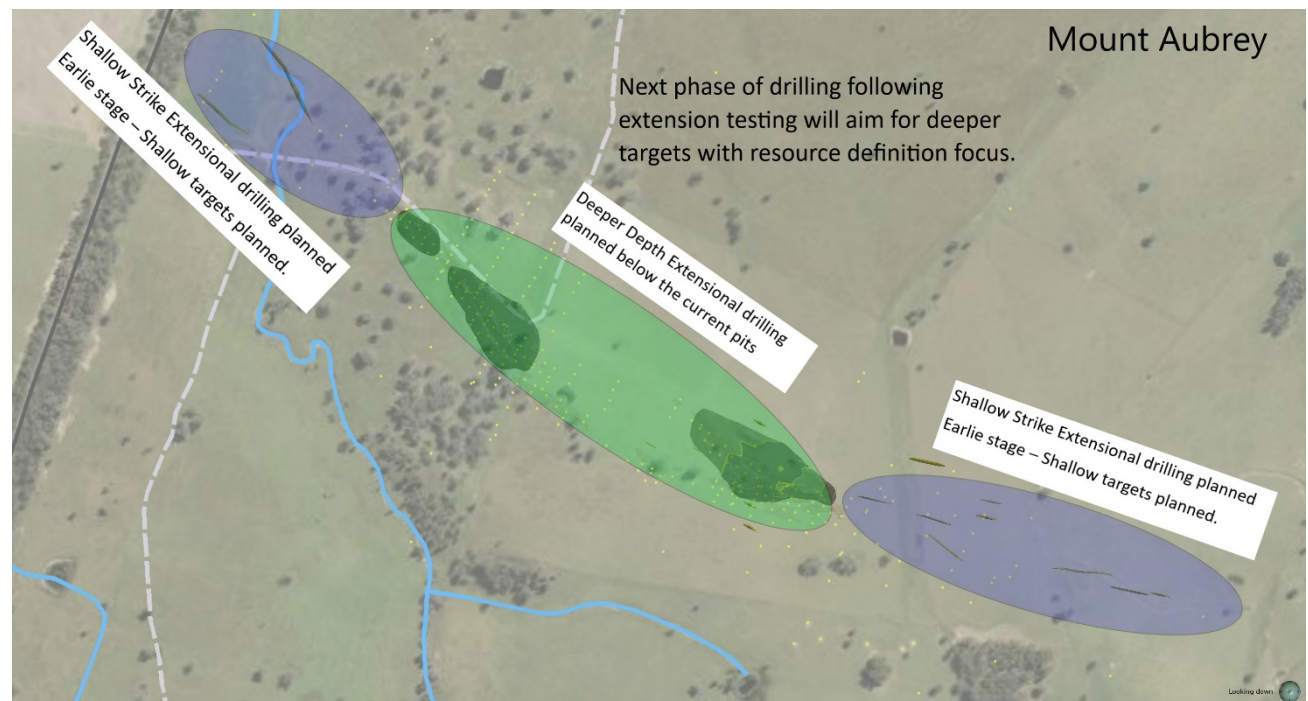 Mount Aubrey
Next phase of drilling following
extension testing will aim for deeper
targets with resource definition focus.
Shallow Strike Extensional drilling planned
Earlie stage – Shallow targets planned.
Deeper Depth Extensional drilling
planned below the current pits
Shallow Strike Extensional drilling planned
Earlie stage – Shallow targets planned.
Looking down